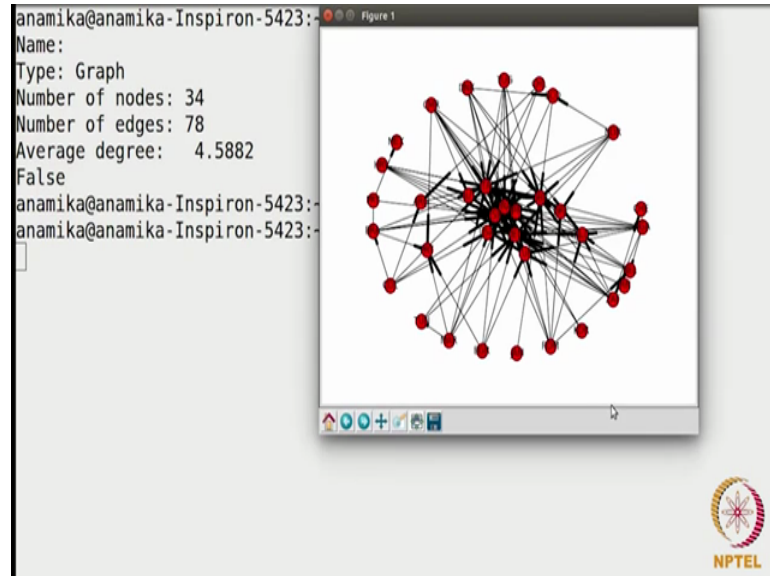 anamika@anamika-Inspiron-5423:~
Name:
Type: Graph
Number of nodes: 34
Number of edges: 78
Average degree:   4.5882
False
anamika@anamika-Inspiron-5423:~
anamika@anamika-Inspiron-5423:~
Figure 1
NPTEL